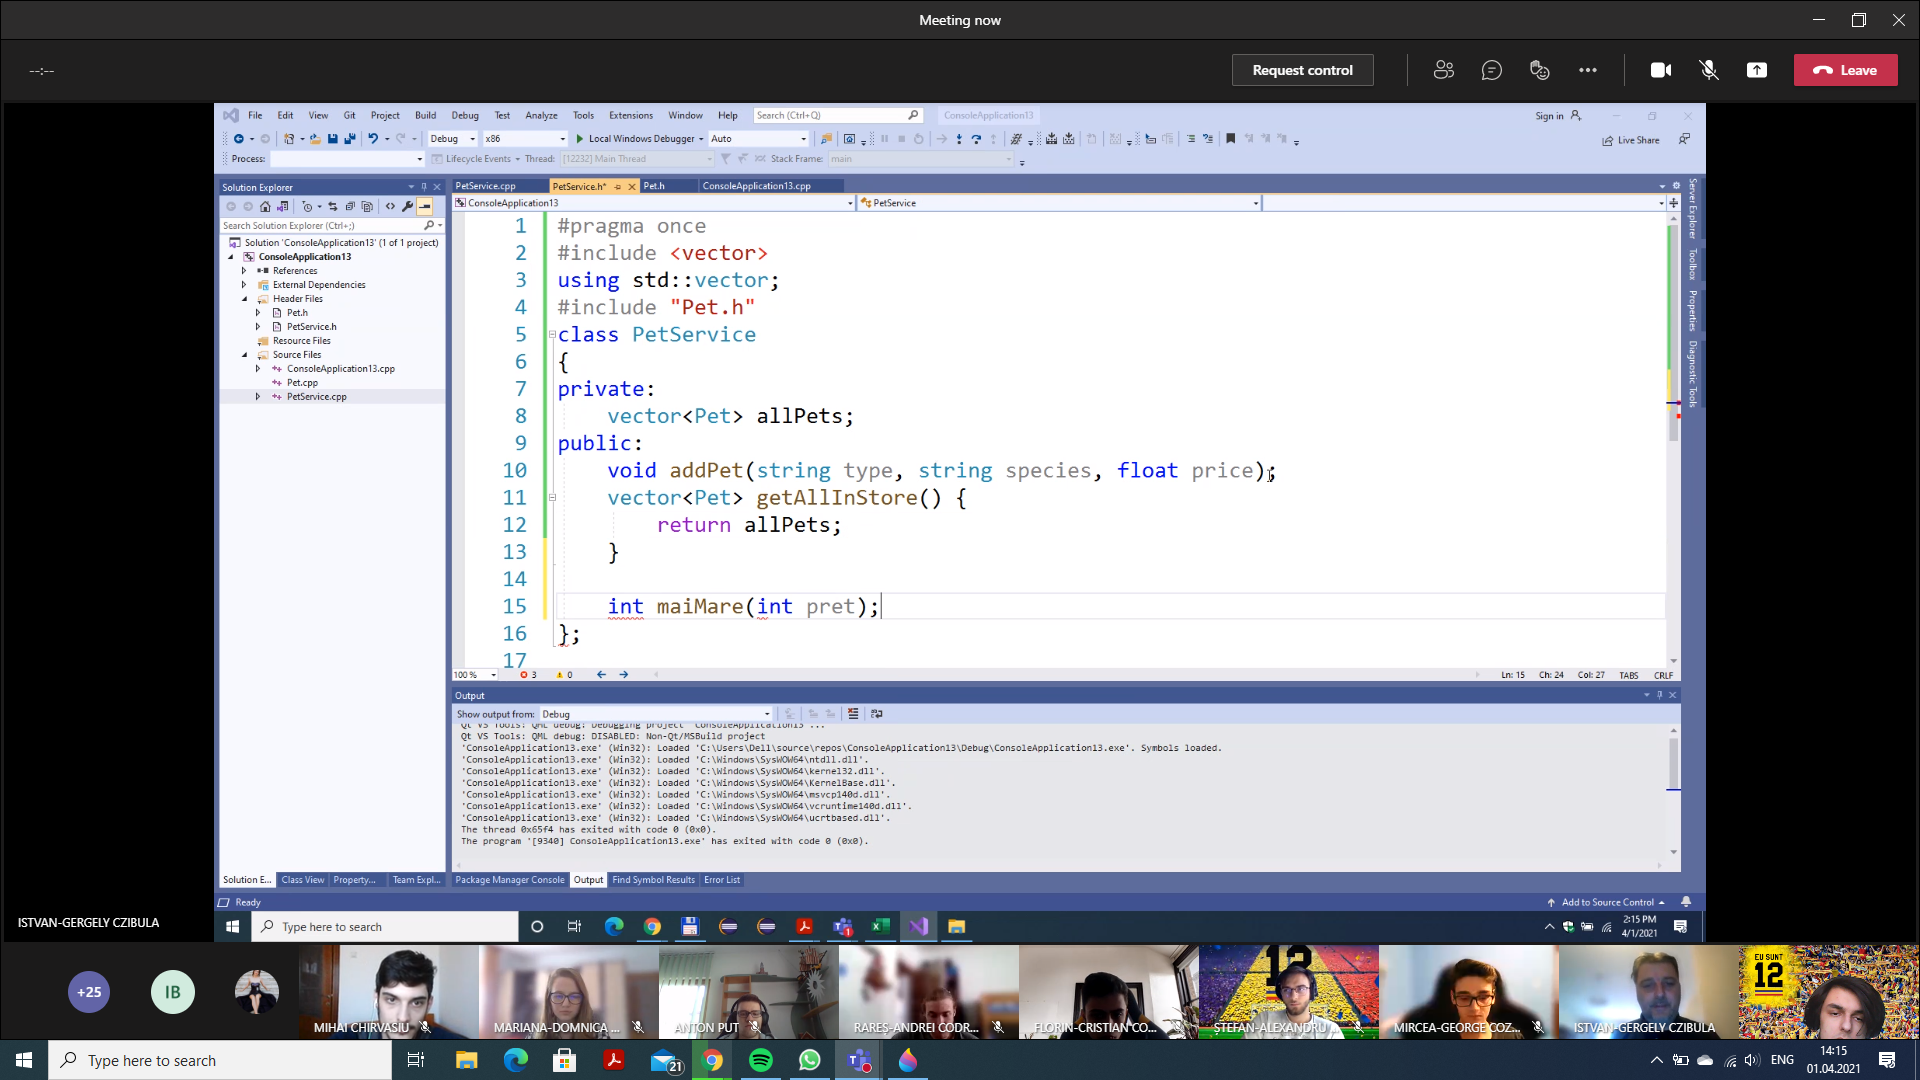 Meeting now
--:--
Request control
Leave
File Edit View Git Project Build Debug Test Analyze Tools Extensions Window Help Search (Ctrl+Q) ConsoleApplication13 Sign in
Debug x86 Local Windows Debugger Auto Live Share
Process: Lifecycle Events Thread: [12232] Main Thread Stack Frame: main
Solution Explorer
PetService.cpp PetService.h* Pet.h ConsoleApplication13.cpp
ConsoleApplication13 PetService
Search Solution Explorer (Ctrl+;)
Solution 'ConsoleApplication13' (1 of 1 project)
ConsoleApplication13
References
External Dependencies
Header Files
Pet.h
PetService.h
Resource Files
Source Files
ConsoleApplication13.cpp
Pet.cpp
PetService.cpp
1 #pragma once
2 #include <vector>
3 using std::vector;
4 #include "Pet.h"
5 class PetService
6 {
7 private:
8 vector<Pet> allPets;
9 public:
10 void addPet(string type, string species, float price);
11 vector<Pet> getAllInStore() {
12 return allPets;
13 }
14
15 int maiMare(int pret);
16 };
17
Server Explorer
Toolbox
Properties
Diagnostic Tools
100 % 3 0 Ln: 15 Ch: 24 Col: 27 TABS CRLF
Output
Show output from: Debug
Qt VS Tools: QML debug: Debugging project 'ConsoleApplication13'...
Qt VS Tools: QML debug: DISABLED: Non-Qt/MSBuild project
'ConsoleApplication13.exe' (Win32): Loaded 'C:\Users\Dell\source\repos\ConsoleApplication13\Debug\ConsoleApplication13.exe'. Symbols loaded.
'ConsoleApplication13.exe' (Win32): Loaded 'C:\Windows\SysWOW64\ntdll.dll'.
'ConsoleApplication13.exe' (Win32): Loaded 'C:\Windows\SysWOW64\kernel32.dll'.
'ConsoleApplication13.exe' (Win32): Loaded 'C:\Windows\SysWOW64\KernelBase.dll'.
'ConsoleApplication13.exe' (Win32): Loaded 'C:\Windows\SysWOW64\msvcp140d.dll'.
'ConsoleApplication13.exe' (Win32): Loaded 'C:\Windows\SysWOW64\vcruntime140d.dll'.
'ConsoleApplication13.exe' (Win32): Loaded 'C:\Windows\SysWOW64\ucrtbased.dll'.
The thread 0x65f4 has exited with code 0 (0x0).
The program '[9340] ConsoleApplication13.exe' has exited with code 0 (0x0).
Solution E... Class View Property... Team Expl... Package Manager Console Output Find Symbol Results Error List
Ready Add to Source Control
ISTVAN-GERGELY CZIBULA
Type here to search
2:15 PM
4/1/2021
+25
IB
MIHAI CHIRVASIU
MARIANA-DOMNICA ...
ANTON PUT
RARES-ANDREI CODR...
FLORIN-CRISTIAN CO...
12
ȘTEFAN-ALEXANDRU ...
MIRCEA-GEORGE COZ...
ISTVAN-GERGELY CZIBULA
EU SUNT
12
Type here to search
21
ENG
14:15
01.04.2021